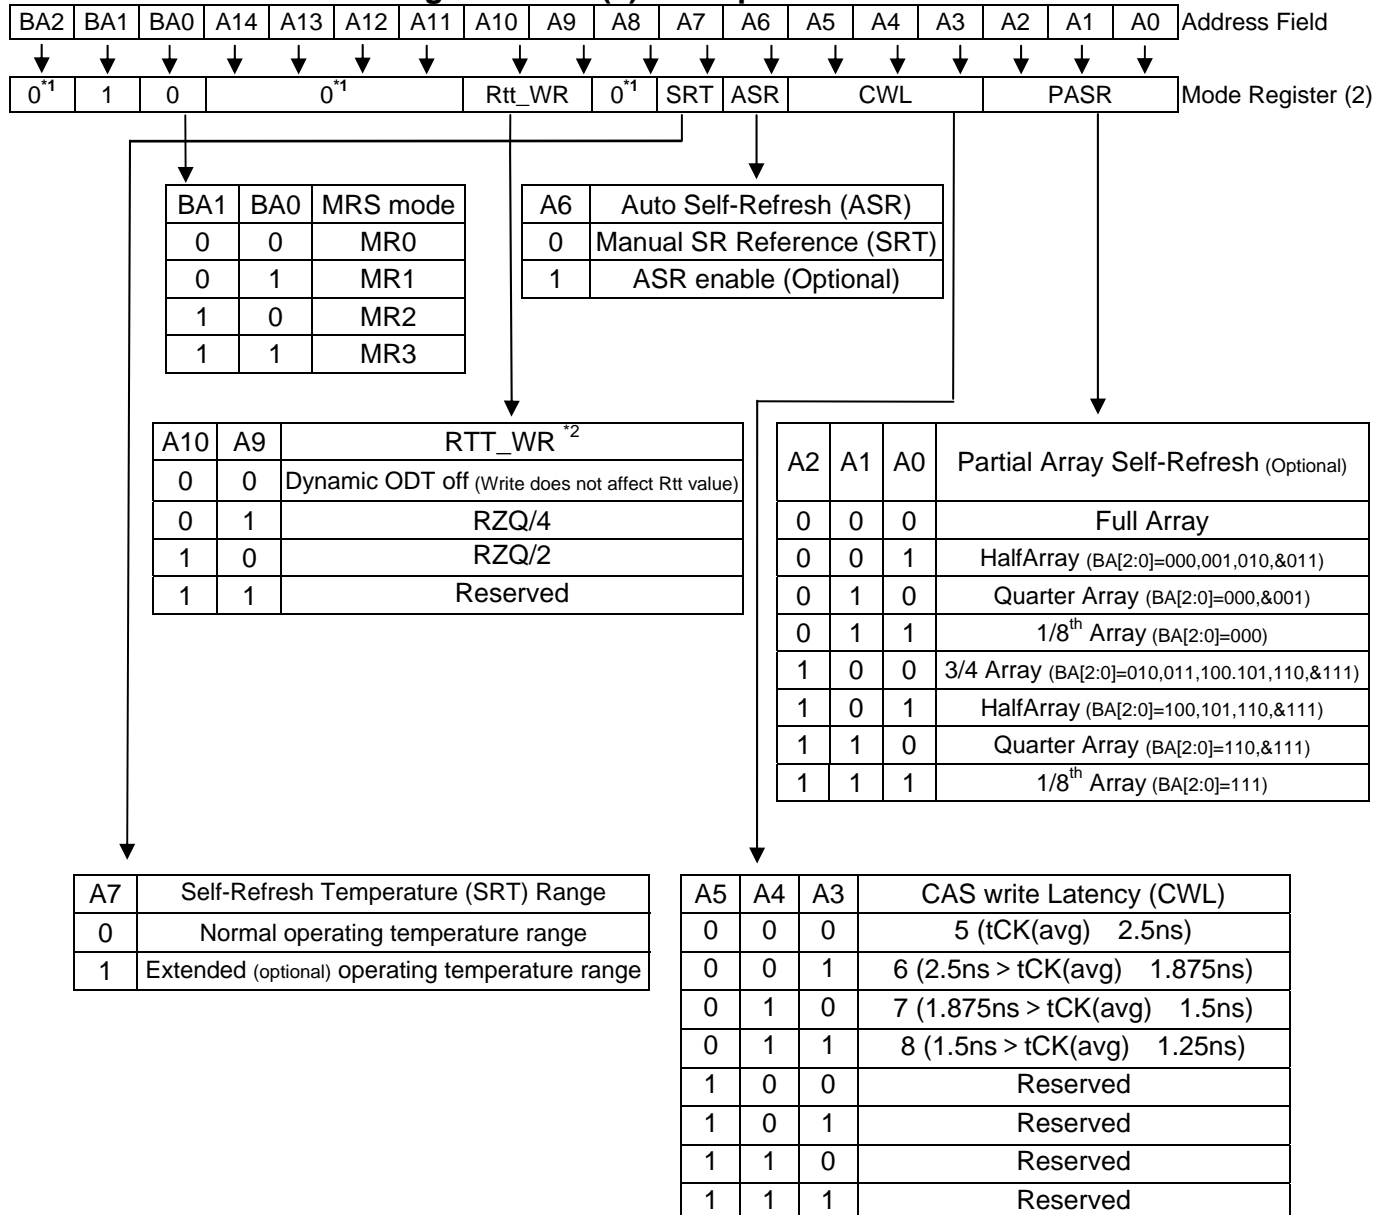 BA2 BA1 BA0 A14 A13 A12 A11 A10 A9 A8 A7 A6 A5 A4 A3 A2 A1 A0 Address Field
0*1 1 0 0*1 Rtt_WR 0*1 SRT ASR CWL PASR Mode Register (2)
BA1 BA0 MRS mode
0 0 MR0
0 1 MR1
1 0 MR2
1 1 MR3
A6 Auto Self-Refresh (ASR)
0 Manual SR Reference (SRT)
1 ASR enable (Optional)
A10 A9 RTT_WR *2
0 0 Dynamic ODT off (Write does not affect Rtt value)
0 1 RZQ/4
1 0 RZQ/2
1 1 Reserved
A2 A1 A0 Partial Array Self-Refresh (Optional)
0 0 0 Full Array
0 0 1 HalfArray (BA[2:0]=000,001,010,&011)
0 1 0 Quarter Array (BA[2:0]=000,&001)
0 1 1 1/8th Array (BA[2:0]=000)
1 0 0 3/4 Array (BA[2:0]=010,011,100.101,110,&111)
1 0 1 HalfArray (BA[2:0]=100,101,110,&111)
1 1 0 Quarter Array (BA[2:0]=110,&111)
1 1 1 1/8th Array (BA[2:0]=111)
A7 Self-Refresh Temperature (SRT) Range
0 Normal operating temperature range
1 Extended (optional) operating temperature range
A5 A4 A3 CAS write Latency (CWL)
0 0 0 5 (tCK(avg) 2.5ns)
0 0 1 6 (2.5ns > tCK(avg) 1.875ns)
0 1 0 7 (1.875ns > tCK(avg) 1.5ns)
0 1 1 8 (1.5ns > tCK(avg) 1.25ns)
1 0 0 Reserved
1 0 1 Reserved
1 1 0 Reserved
1 1 1 Reserved